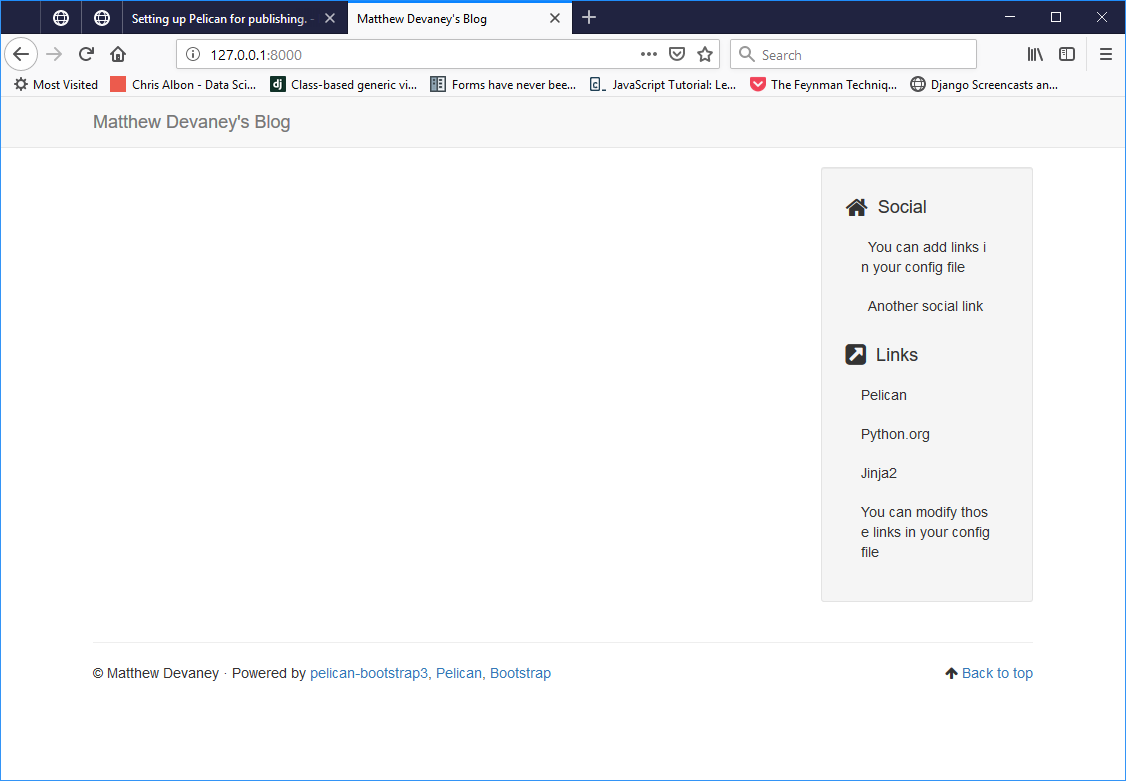 Setting up Pelican for publishing. -
Matthew Devaney's Blog
127.0.0.1:8000
Search
Most Visited
Chris Albon - Data Sci...
dj
Class-based generic vi...
Forms have never bee...
JavaScript Tutorial: Le...
The Feynman Techniq...
Django Screencasts an...
Matthew Devaney's Blog
Social
You can add links i
n your config file
Another social link
Links
Pelican
Python.org
Jinja2
You can modify thos
e links in your config
file
© Matthew Devaney · Powered by pelican-bootstrap3, Pelican, Bootstrap
Back to top